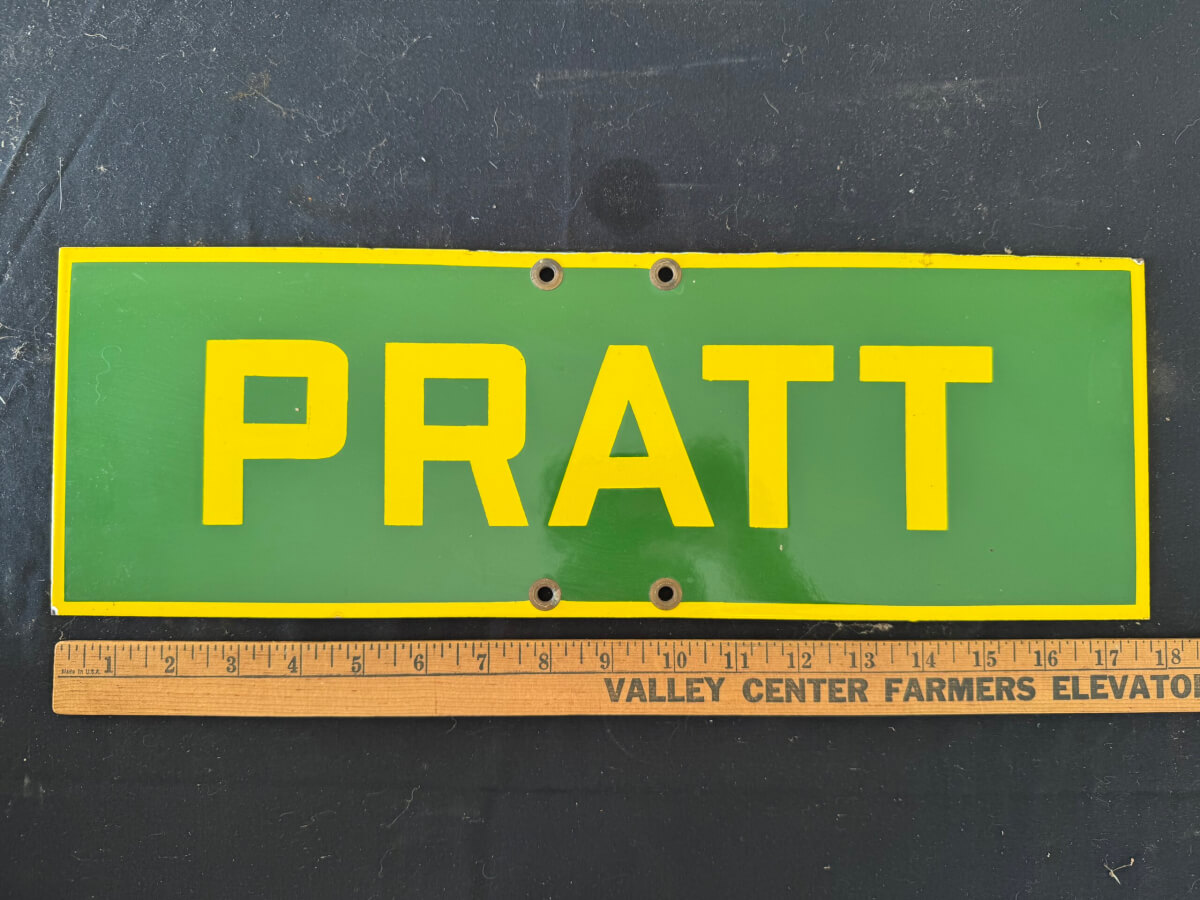 PRATT
1 2 3 4 5 6 7 8 9 10 11 12 13 14 15 16 17 18
Made in U.S.A.
VALLEY CENTER FARMERS ELEVATO